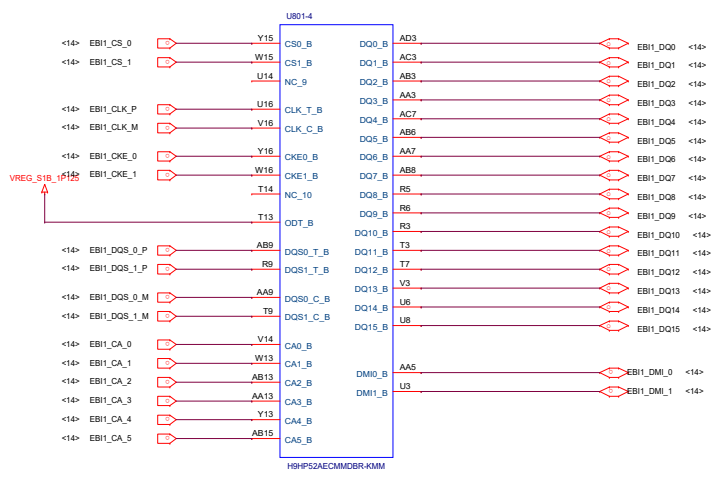 U801-4
<14> EBI1_CS_0 Y15 CS0_B DQ0_B AD3 EBI1_DQ0 <14>
<14> EBI1_CS_1 W15 CS1_B DQ1_B AC3 EBI1_DQ1 <14>
U14 NC_9 DQ2_B AB3 EBI1_DQ2 <14>
DQ3_B AA3 EBI1_DQ3 <14>
<14> EBI1_CLK_P U16 CLK_T_B
DQ4_B AC7 EBI1_DQ4 <14>
<14> EBI1_CLK_M V16 CLK_C_B
DQ5_B AB6 EBI1_DQ5 <14>
<14> EBI1_CKE_0 Y16 CKE0_B DQ6_B AA7 EBI1_DQ6 <14>
<14> EBI1_CKE_1 W16 CKE1_B DQ7_B AB8 EBI1_DQ7 <14>
VREG_S1B_1P125
T14 NC_10 DQ8_B R5 EBI1_DQ8 <14>
DQ9_B R6 EBI1_DQ9 <14>
T13 ODT_B
DQ10_B R3 EBI1_DQ10 <14>
<14> EBI1_DQS_0_P AB9 DQS0_T_B DQ11_B T3 EBI1_DQ11 <14>
<14> EBI1_DQS_1_P R9 DQS1_T_B DQ12_B T7 EBI1_DQ12 <14>
DQ13_B V3 EBI1_DQ13 <14>
<14> EBI1_DQS_0_M AA9 DQS0_C_B
DQ14_B U6 EBI1_DQ14 <14>
<14> EBI1_DQS_1_M T9 DQS1_C_B
DQ15_B U8 EBI1_DQ15 <14>
<14> EBI1_CA_0 V14 CA0_B
<14> EBI1_CA_1 W13 CA1_B
DMI0_B AA5 EBI1_DMI_0 <14>
<14> EBI1_CA_2 AB13 CA2_B
DMI1_B U3 EBI1_DMI_1 <14>
<14> EBI1_CA_3 AA13 CA3_B
<14> EBI1_CA_4 Y13 CA4_B
<14> EBI1_CA_5 AB15 CA5_B
H9HP52AECMMDBR-KMM